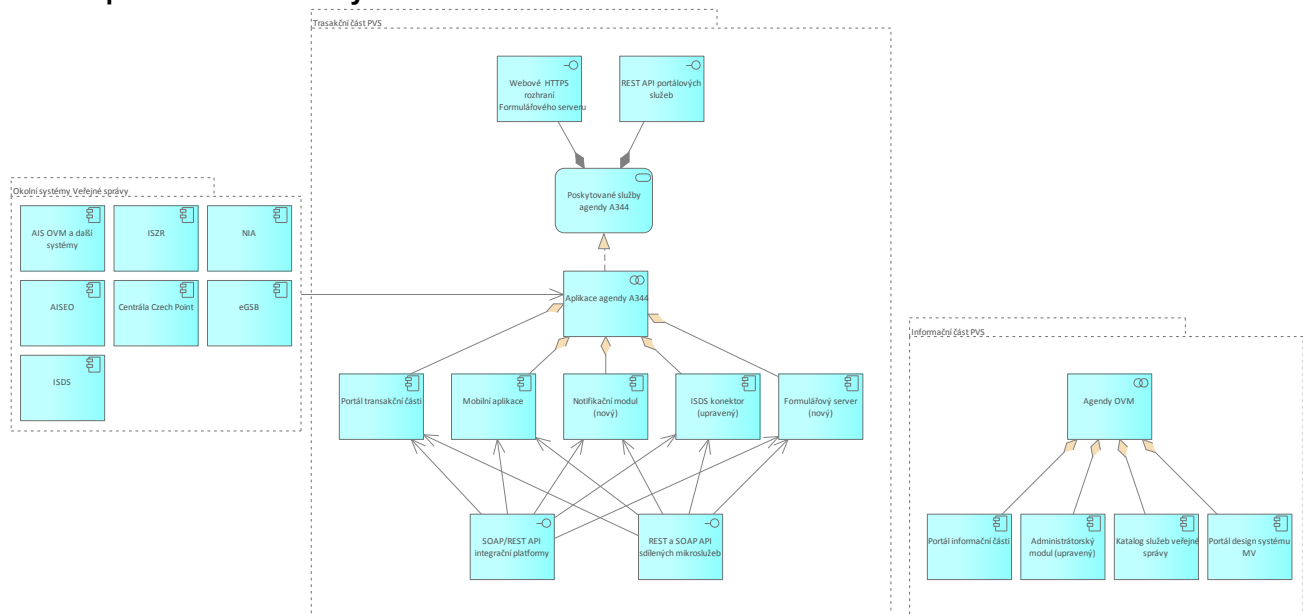 Trasakční část PVS
Webové HTTPS
rozhraní
Formulářového serveru
REST API portálových
služeb
Poskytované služby
agendy A344
Okolní systémy Veřejné správy
AIS OVM a další
systémy
ISZR
NIA
AISEO
Centrála Czech Point
eGSB
ISDS
Aplikace agendy A344
Portál transakční části
Mobilní aplikace
Notifikační modul
(nový)
ISDS konektor
(upravený)
Formulářový server
(nový)
SOAP/REST API
integrační platformy
REST a SOAP API
sdílených mikroslužeb
Informační část PVS
Agendy OVM
Portál informační části
Administrátorský
modul (upravený)
Katalog služeb veřejné
správy
Portál design systému
MV